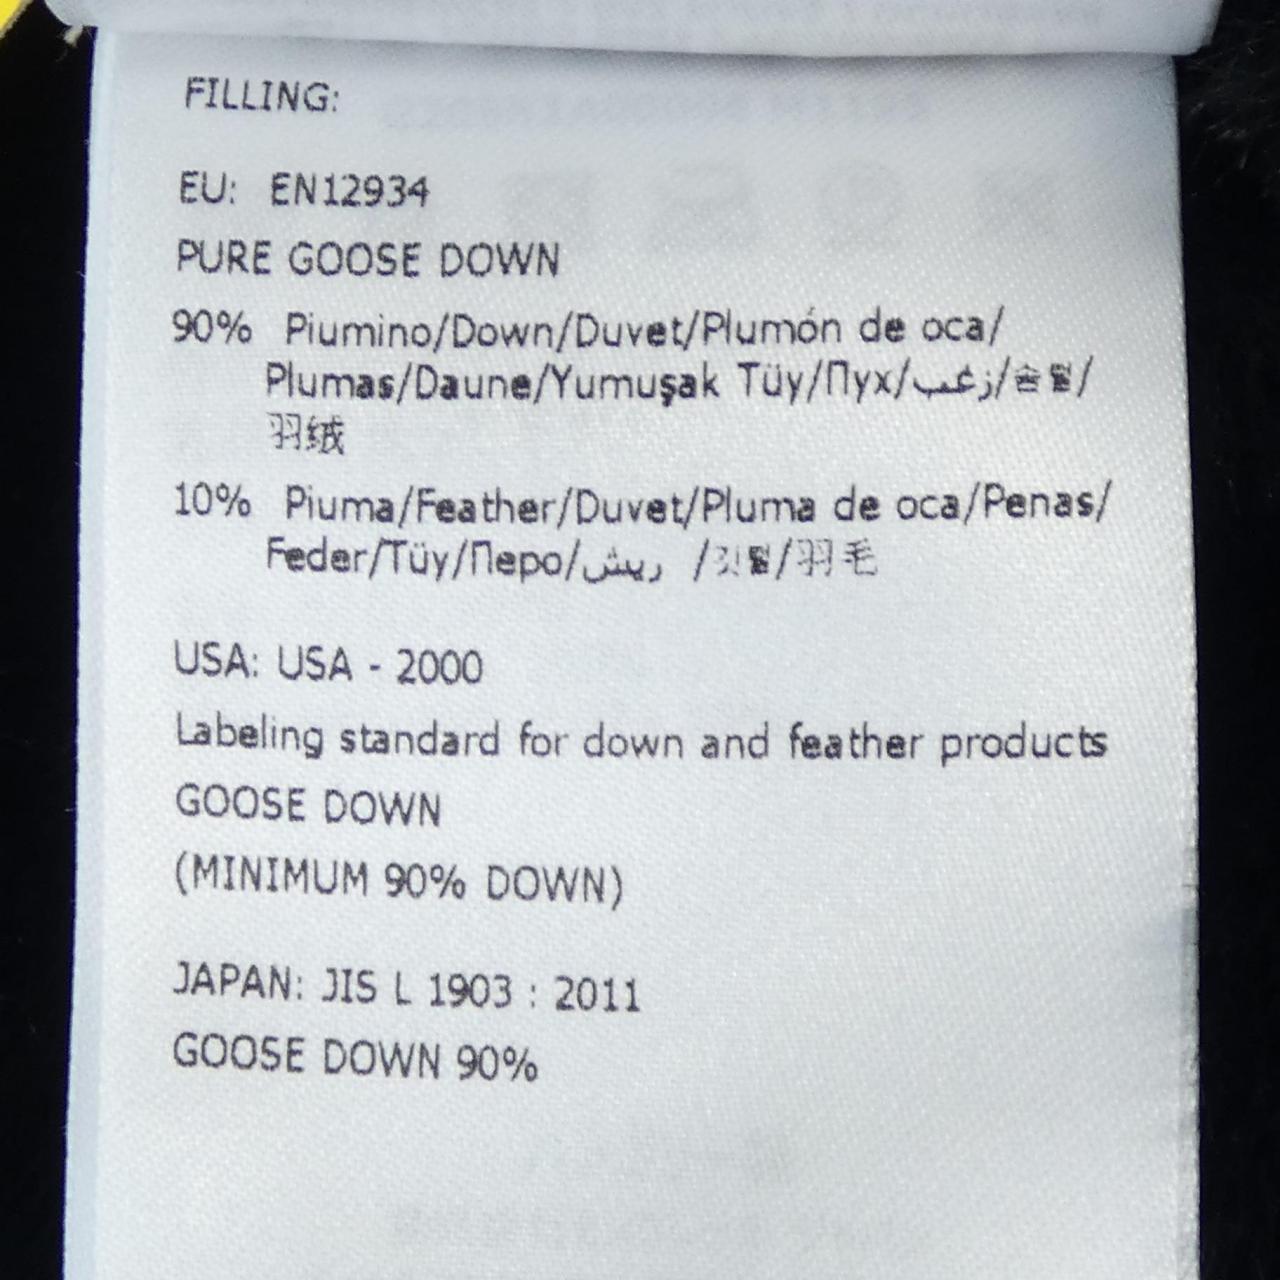 FILLING:
EU: EN12934
PURE GOOSE DOWN
90% Piumino/Down/Duvet/Plumón de oca/
Plumas/Daune/Yumuşak Tüy/Пух/زغب/솜털/
羽绒
10% Piuma/Feather/Duvet/Pluma de oca/Penas/
Feder/Tüy/Перо/ريش /깃털/羽毛
USA: USA - 2000
Labeling standard for down and feather products
GOOSE DOWN
(MINIMUM 90% DOWN)
JAPAN: JIS L 1903 : 2011
GOOSE DOWN 90%